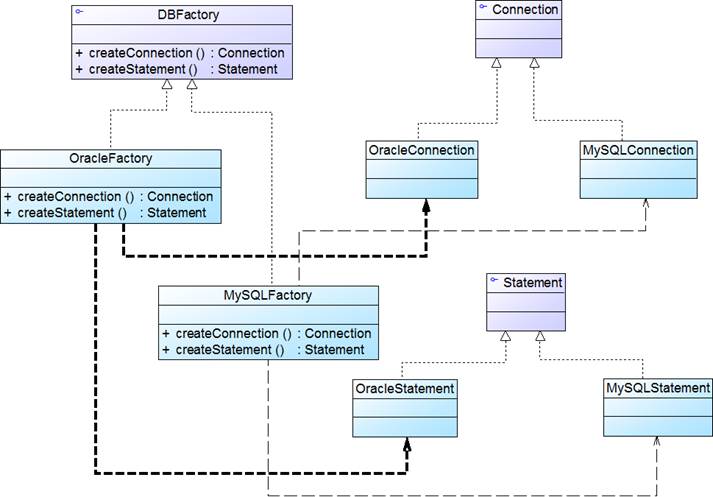 DBFactory
+ createConnection () : Connection
+ createStatement () : Statement
Connection
OracleFactory
+ createConnection () : Connection
+ createStatement () : Statement
OracleConnection
MySQLConnection
MySQLFactory
+ createConnection () : Connection
+ createStatement () : Statement
Statement
OracleStatement
MySQLStatement